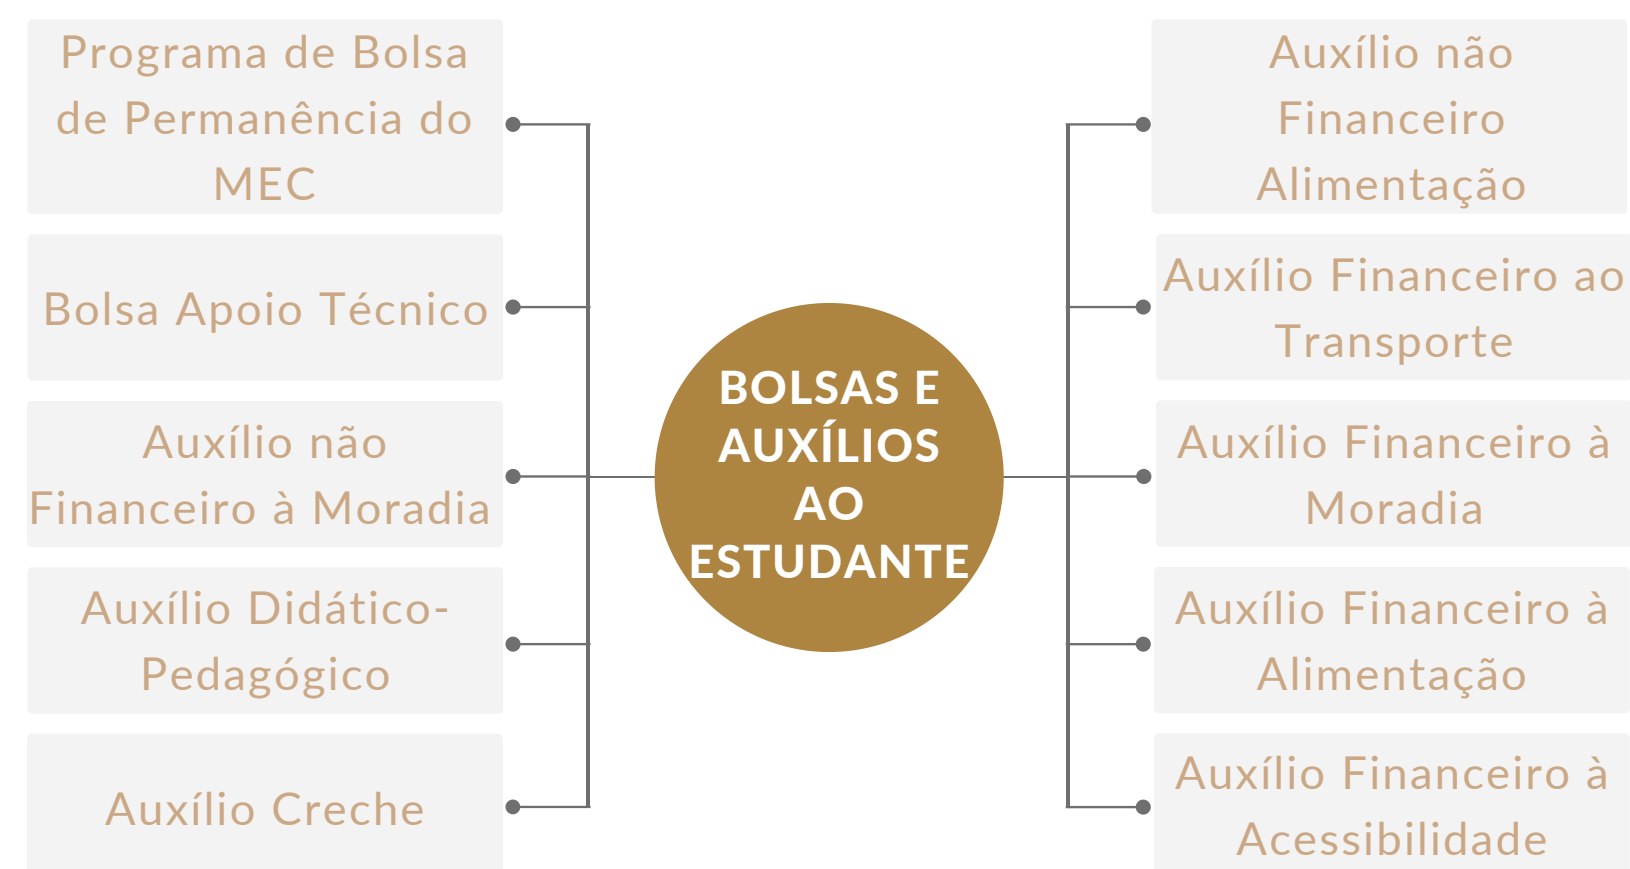 Programa de Bolsa
de Permanência do
MEC
Bolsa Apoio Técnico
Auxílio não
Financeiro à Moradia
Auxílio Didático-
Pedagógico
Auxílio Creche
BOLSAS E
AUXÍLIOS
AO
ESTUDANTE
Auxílio não
Financeiro
Alimentação
Auxílio Financeiro ao
Transporte
Auxílio Financeiro à
Moradia
Auxílio Financeiro à
Alimentação
Auxílio Financeiro à
Acessibilidade